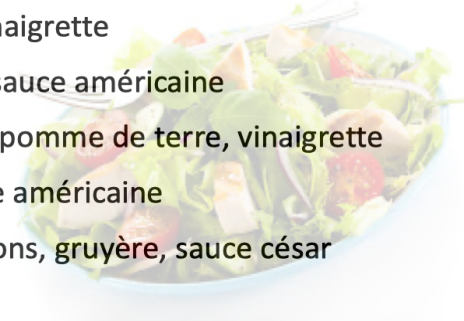 naigrette
sauce américaine
pomme de terre, vinaigrette
e américaine
ons, gruyère, sauce césar